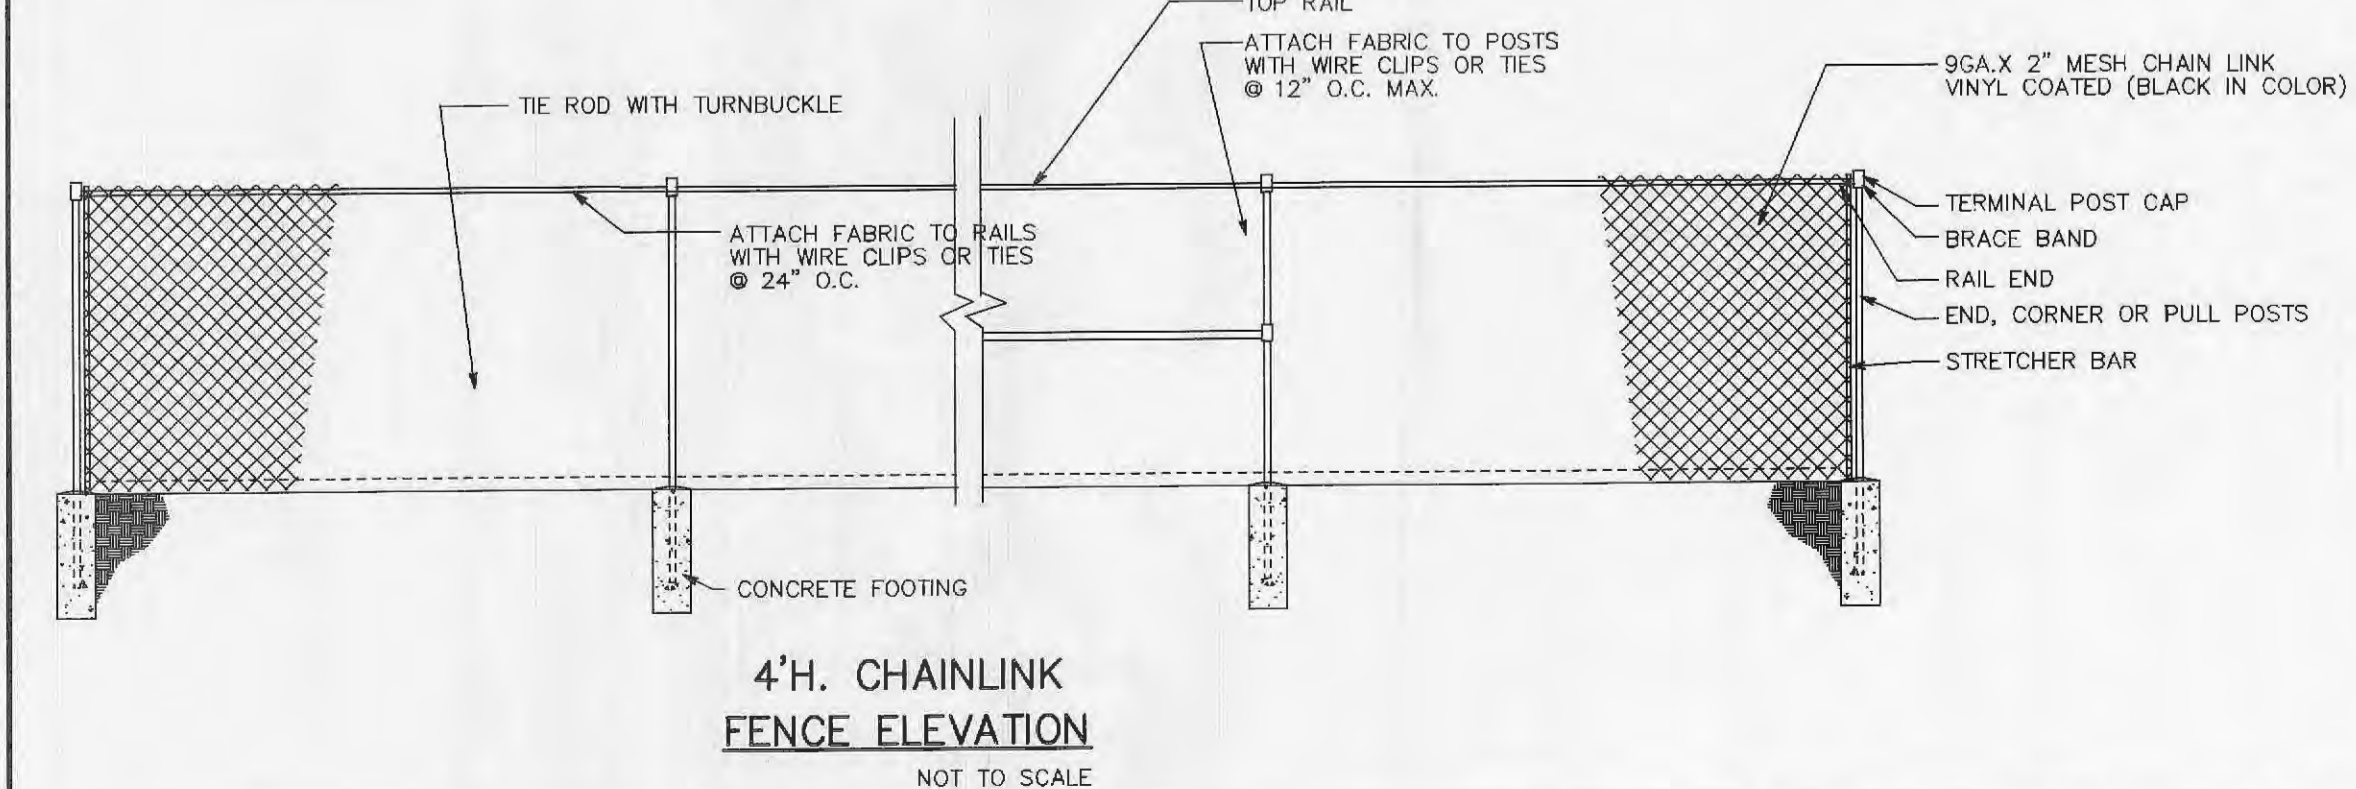 TOP RAIL
ATTACH FABRIC TO POSTS
WITH WIRE CLIPS OR TIES
@ 12" O.C. MAX.
9GA.X 2" MESH CHAIN LINK
VINYL COATED (BLACK IN COLOR)
TIE ROD WITH TURNBUCKLE
ATTACH FABRIC TO RAILS
WITH WIRE CLIPS OR TIES
@ 24" O.C.
TERMINAL POST CAP
BRACE BAND
RAIL END
END, CORNER OR PULL POSTS
STRETCHER BAR
CONCRETE FOOTING
4'H. CHAINLINK
FENCE ELEVATION
NOT TO SCALE